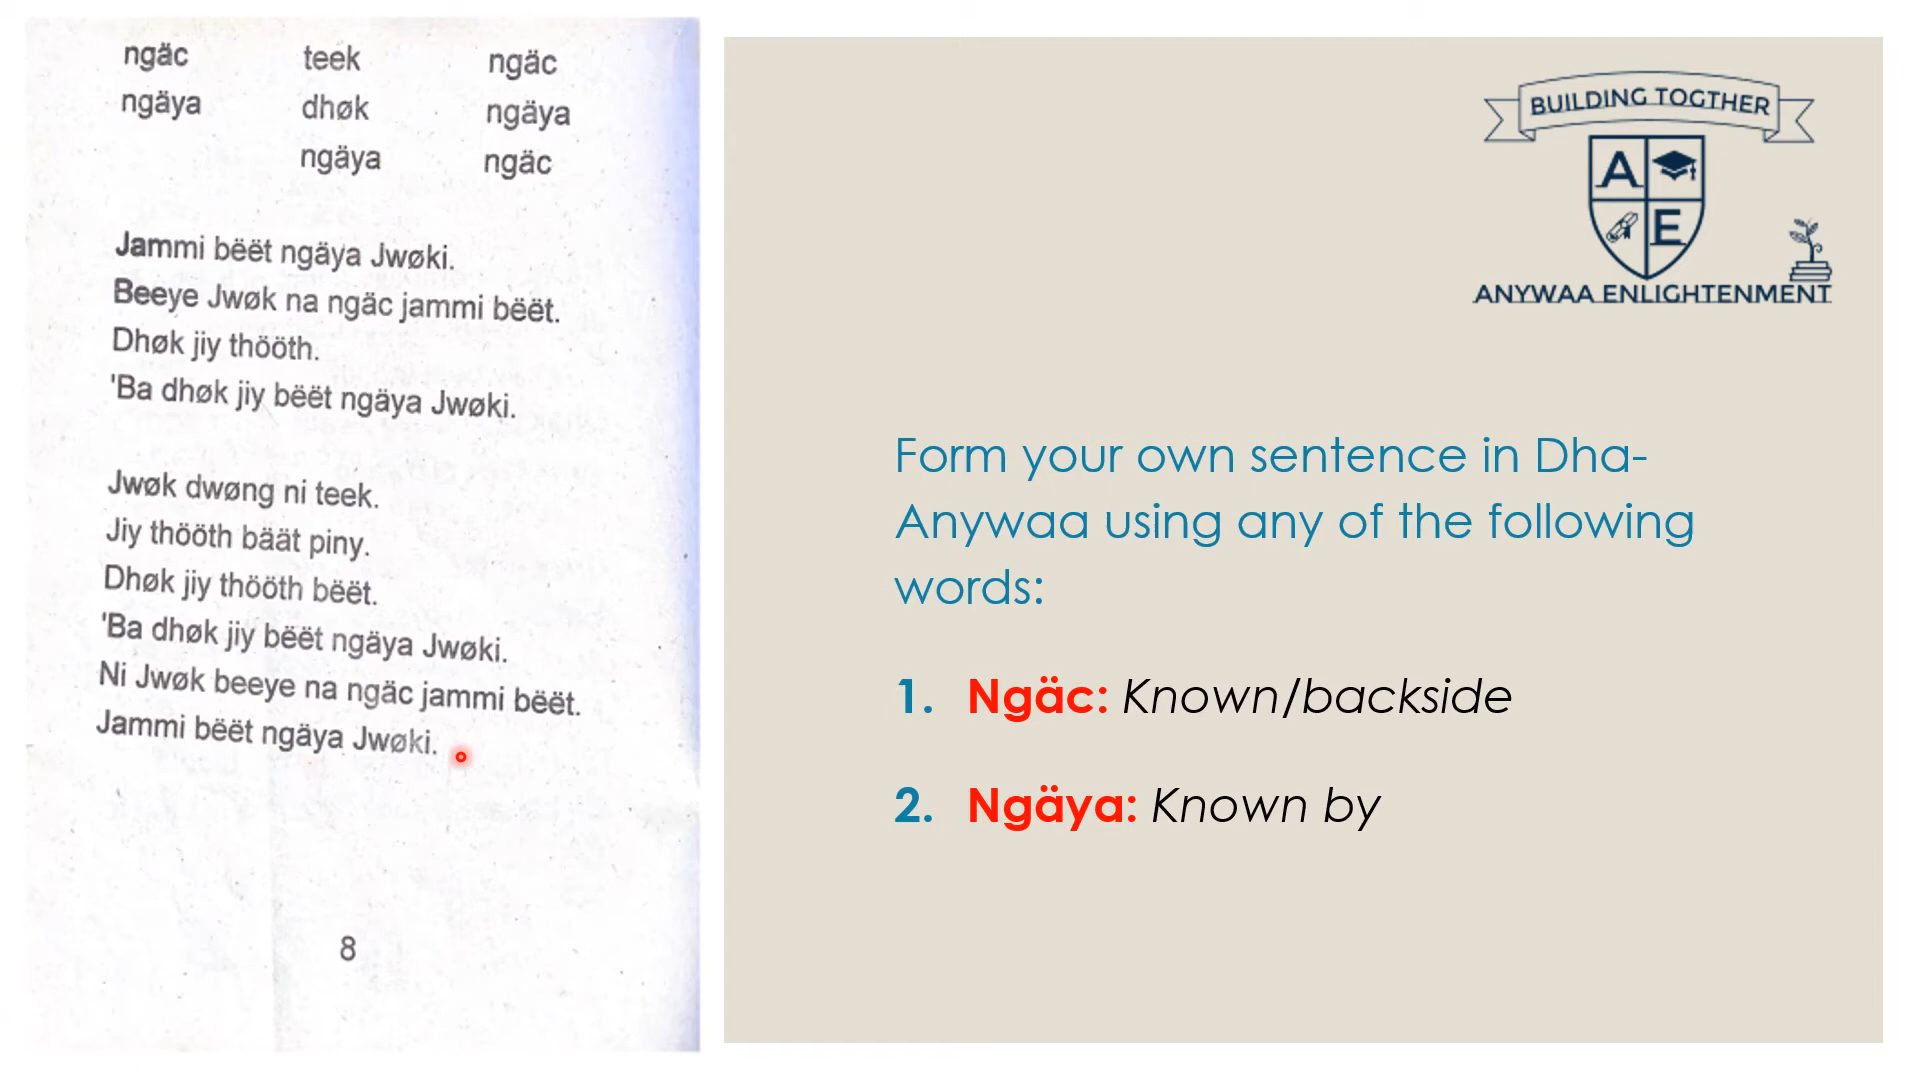 ngäc teek ngäc
ngäya dhøk ngäya
ngäya ngäc
Jammi bëët ngäya Jwøki.
Beeye Jwøk na ngäc jammi bëët.
Dhøk jiy thööth.
'Ba dhøk jiy bëët ngäya Jwøki.
Jwøk dwøng ni teek.
Jiy thööth bäät piny.
Dhøk jiy thööth bëët.
'Ba dhøk jiy bëët ngäya Jwøki.
Ni Jwøk beeye na ngäc jammi bëët.
Jammi bëët ngäya Jwøki.
8
BUILDING TOGTHER
A
E
ANYWAA ENLIGHTENMENT
Form your own sentence in Dha-
Anywaa using any of the following
words:
1. Ngäc: Known/backside
2. Ngäya: Known by